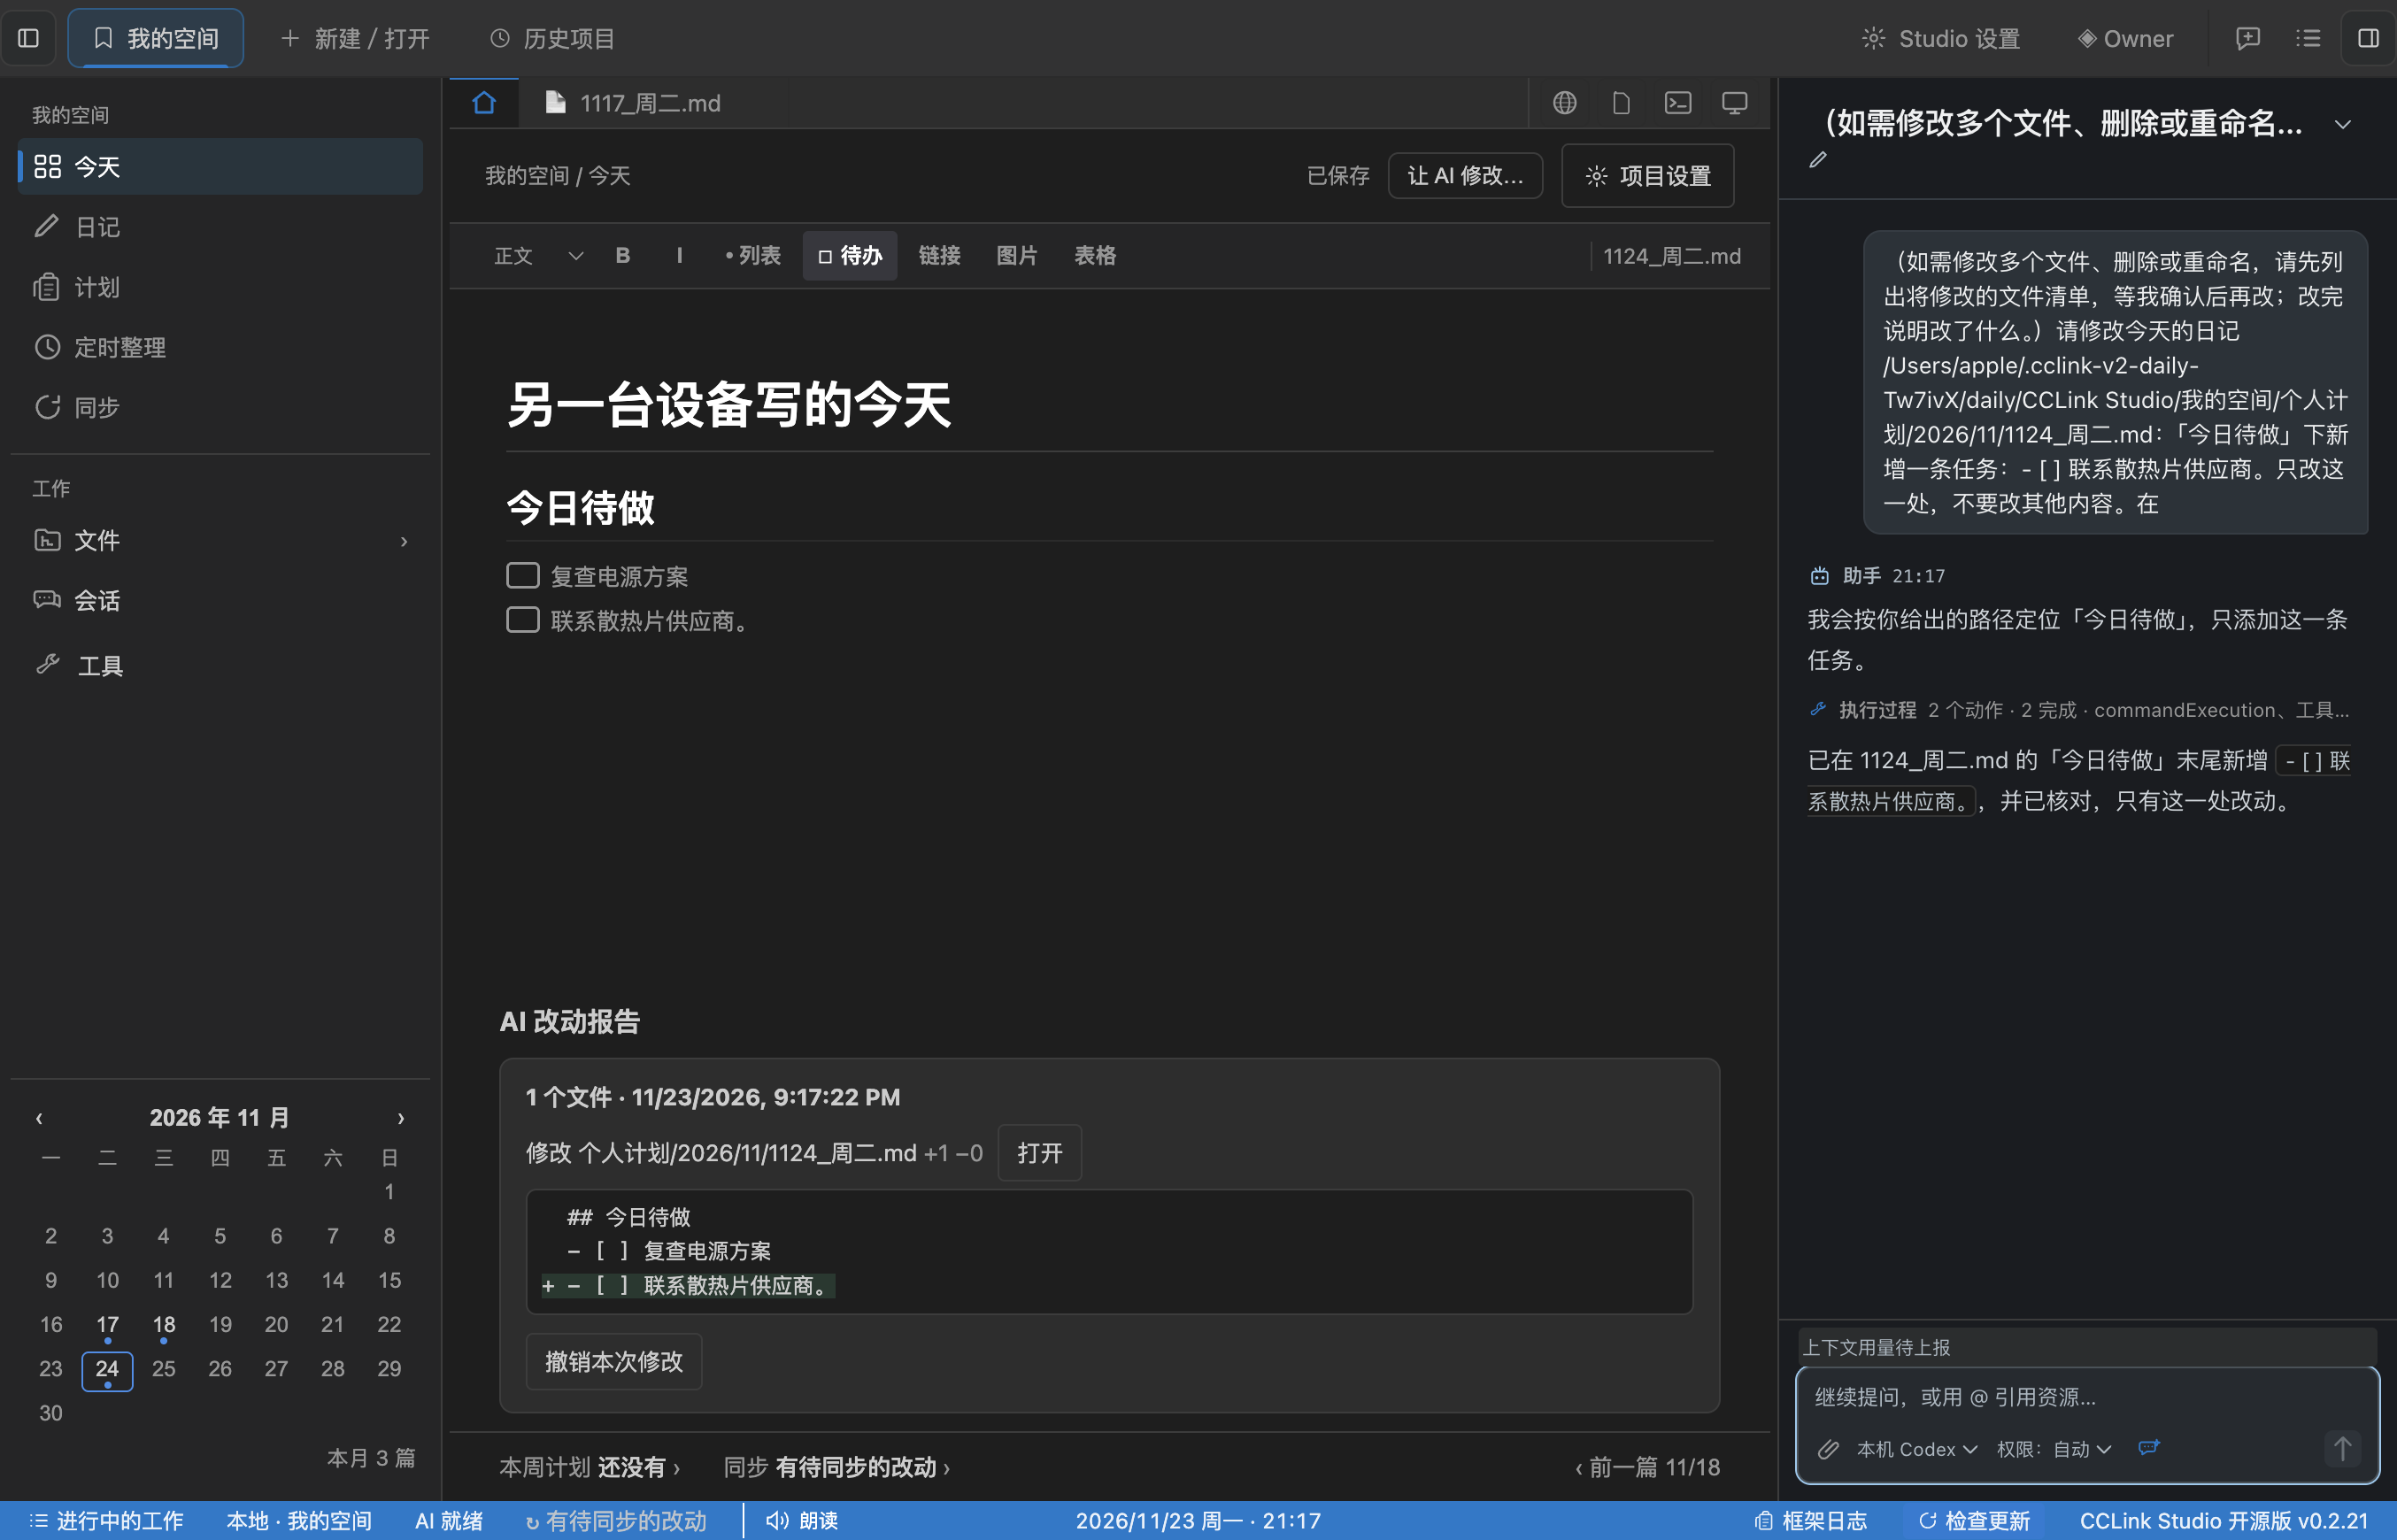 我的空间
新建 / 打开
历史项目
Studio 设置
Owner
我的空间
今天
日记
计划
定时整理
同步
工作
文件
会话
工具
‹ 2026 年 11 月 ›
一 二 三 四 五 六 日
1
2 3 4 5 6 7 8
9 10 11 12 13 14 15
16 17 18 19 20 21 22
23 24 25 26 27 28 29
30
本月 3 篇
1117_周二.md
我的空间 / 今天
已保存
让 AI 修改...
项目设置
正文
B
I
• 列表
待办
链接
图片
表格
1124_周二.md
另一台设备写的今天
今日待做
复查电源方案
联系散热片供应商。
AI 改动报告
1 个文件 · 11/23/2026, 9:17:22 PM
修改 个人计划/2026/11/1124_周二.md +1 −0
打开
## 今日待做
- [ ] 复查电源方案
+ - [ ] 联系散热片供应商。
撤销本次修改
本周计划 还没有 ›
同步 有待同步的改动 ›
‹ 前一篇 11/18
（如需修改多个文件、删除或重命名...
（如需修改多个文件、删除或重命名，请先列
出将修改的文件清单，等我确认后再改；改完
说明改了什么。）请修改今天的日记
/Users/apple/.cclink-v2-daily-
Tw7ivX/daily/CCLink Studio/我的空间/个人计
划/2026/11/1124_周二.md：「今日待做」下新
增一条任务：- [ ] 联系散热片供应商。只改这
一处，不要改其他内容。在
助手 21:17
我会按你给出的路径定位「今日待做」，只添加这一条
任务。
执行过程 2 个动作 · 2 完成 · commandExecution、工具...
已在 1124_周二.md 的「今日待做」末尾新增 - [ ] 联
系散热片供应商。，并已核对，只有这一处改动。
上下文用量待上报
继续提问，或用 @ 引用资源...
本机 Codex
权限：自动
进行中的工作
本地 · 我的空间
AI 就绪
有待同步的改动
朗读
2026/11/23 周一 · 21:17
框架日志
检查更新
CCLink Studio 开源版 v0.2.21